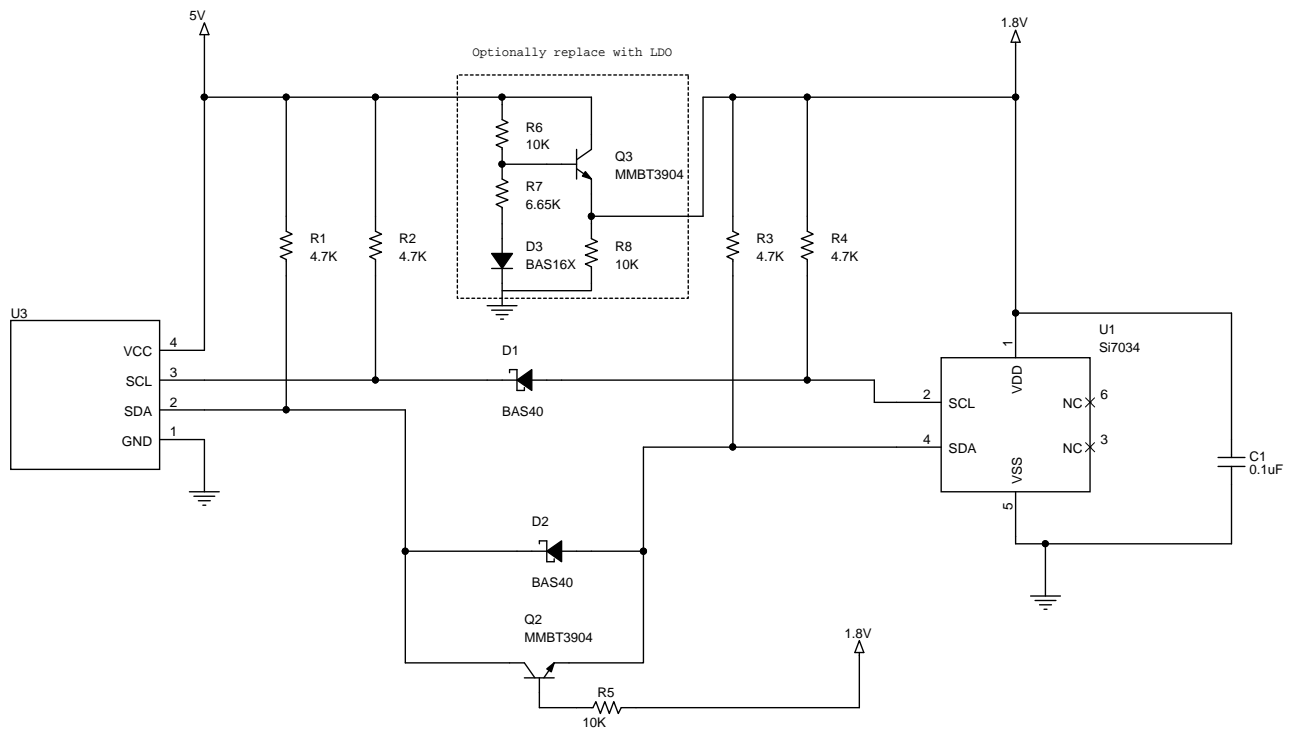 5V
1.8V
Optionally replace with LDO
R6
10K
Q3
MMBT3904
R7
6.65K
R1
4.7K
R2
4.7K
D3
BAS16X
R8
10K
R3
4.7K
R4
4.7K
U3
VCC 4
SCL 3
SDA 2
GND 1
D1
BAS40
U1
Si7034
1
VDD
2 SCL
NC 6
4 SDA
NC 3
VSS
5
C1
0.1uF
D2
BAS40
Q2
MMBT3904
1.8V
R5
10K